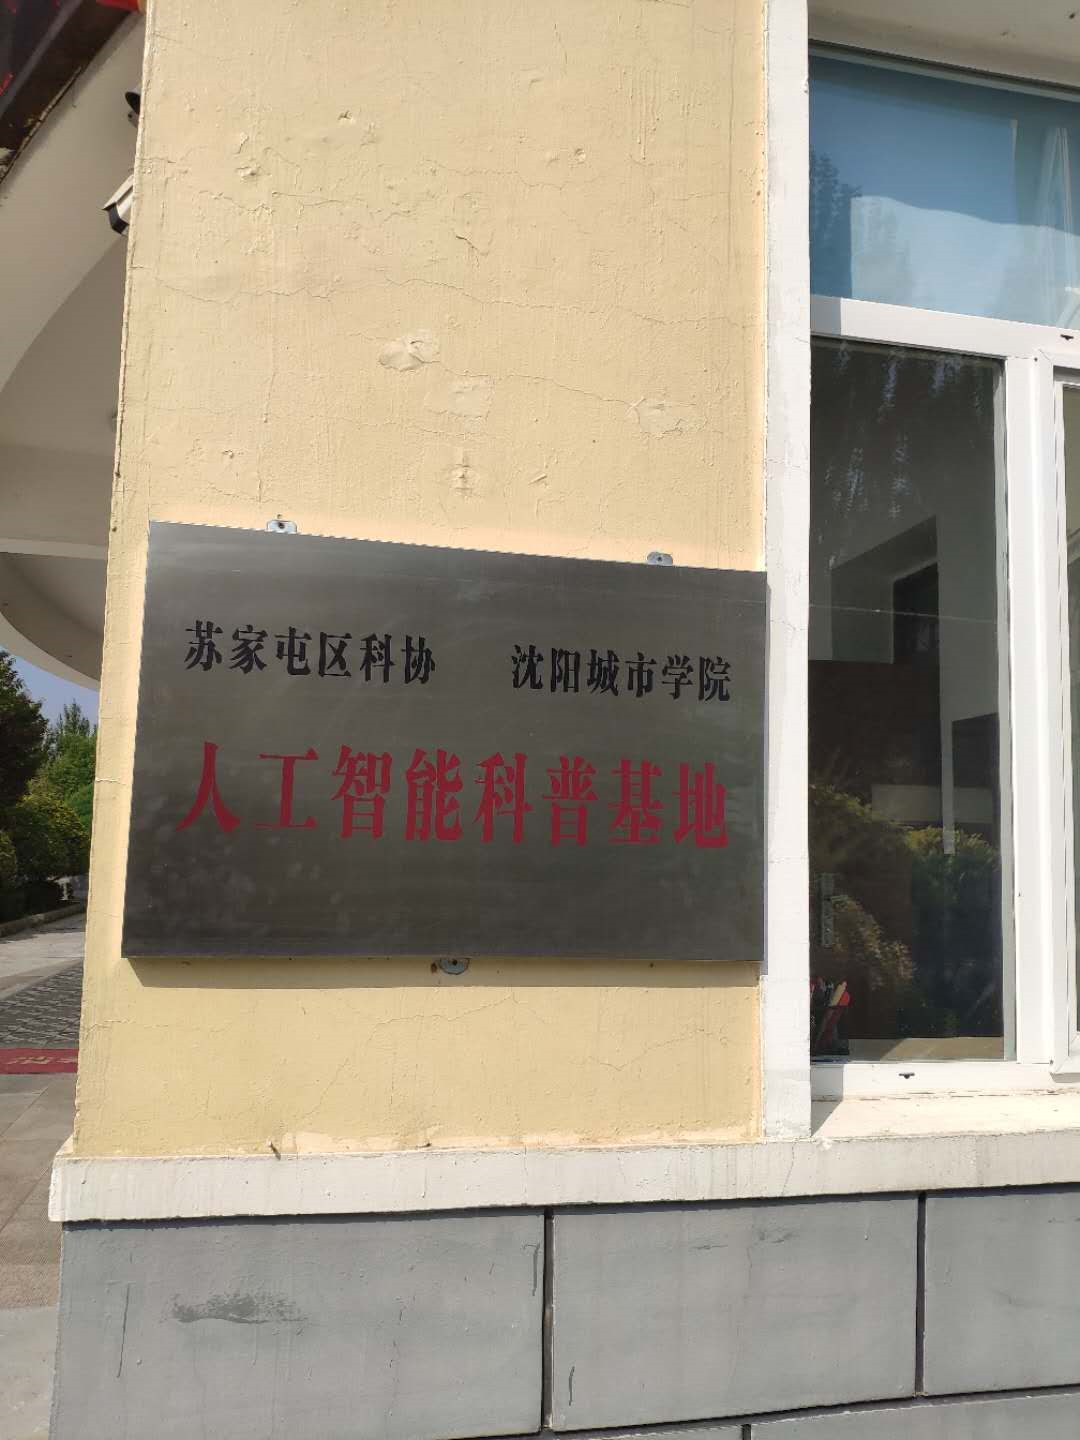 苏家屯区科协 沈阳城市学院
人工智能科普基地